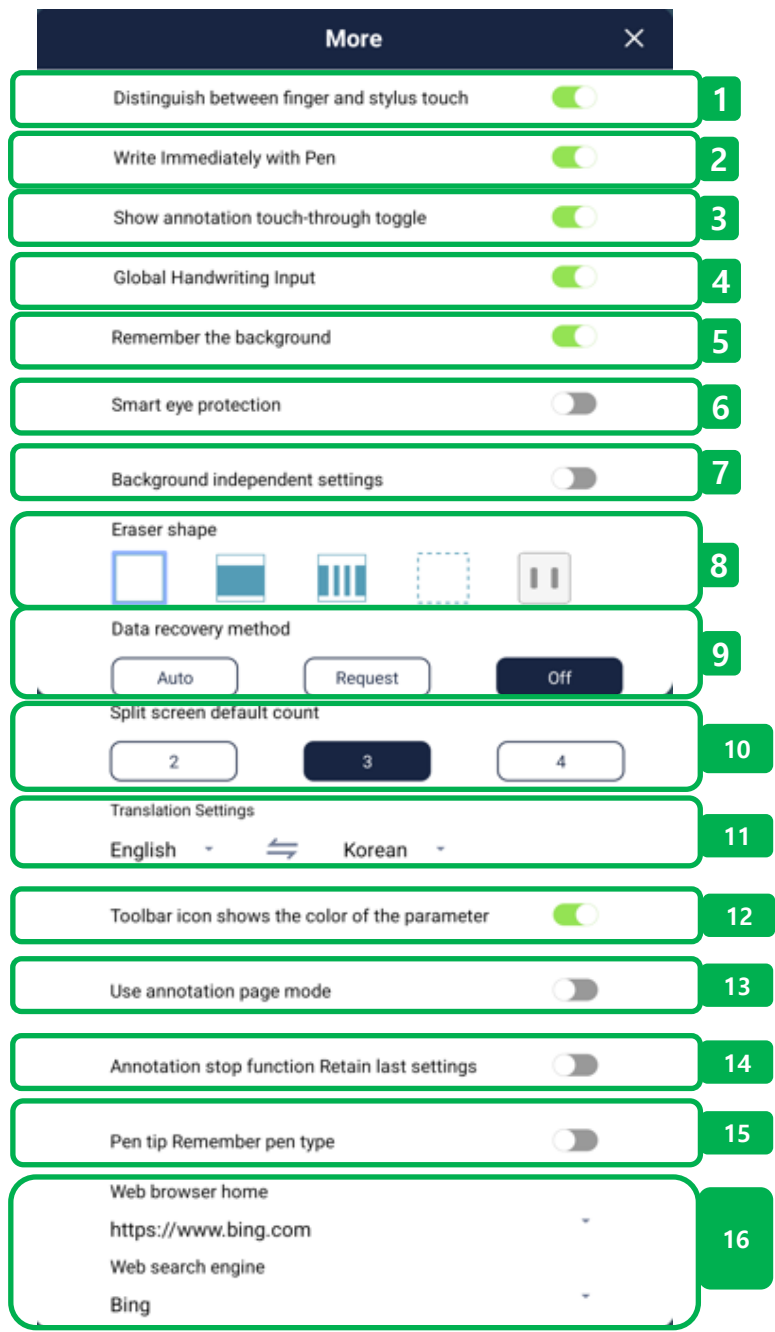 More
Distinguish between finger and stylus touch 1
Write Immediately with Pen 2
Show annotation touch-through toggle 3
Global Handwriting Input 4
Remember the background 5
Smart eye protection 6
Background independent settings 7
Eraser shape
8
Data recovery method
9
Auto Request Off
Split screen default count
10
2 3 4
Translation Settings
11
English Korean
Toolbar icon shows the color of the parameter 12
Use annotation page mode 13
Annotation stop function Retain last settings 14
Pen tip Remember pen type 15
Web browser home
https://www.bing.com
16
Web search engine
Bing